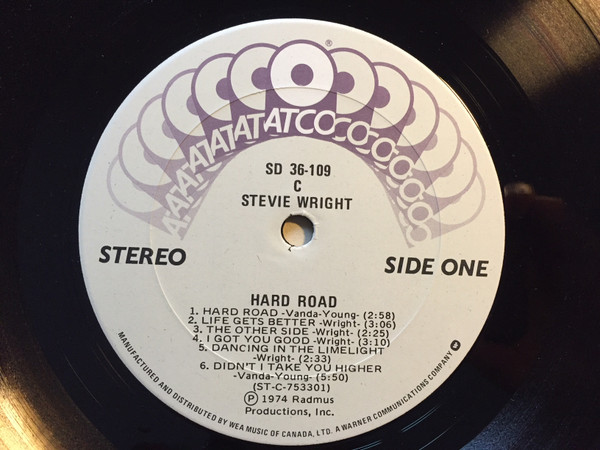 ®
ATATATATATATCOCOCOCOCOCO
SD 36-109
C
STEVIE WRIGHT
STEREO
SIDE ONE
HARD ROAD
1. HARD ROAD -Vanda-Young- (2:58)
2. LIFE GETS BETTER -Wright- (3:06)
3. THE OTHER SIDE -Wright- (2:25)
4. I GOT YOU GOOD -Wright- (3:10)
5. DANCING IN THE LIMELIGHT
-Wright- (2:33)
6. DIDN'T I TAKE YOU HIGHER
-Vanda-Young- (5:50)
(ST-C-753301)
Ⓟ 1974 Radmus
Productions, Inc.
MANUFACTURED AND DISTRIBUTED BY WEA MUSIC OF CANADA, LTD. A WARNER COMMUNICATIONS COMPANY